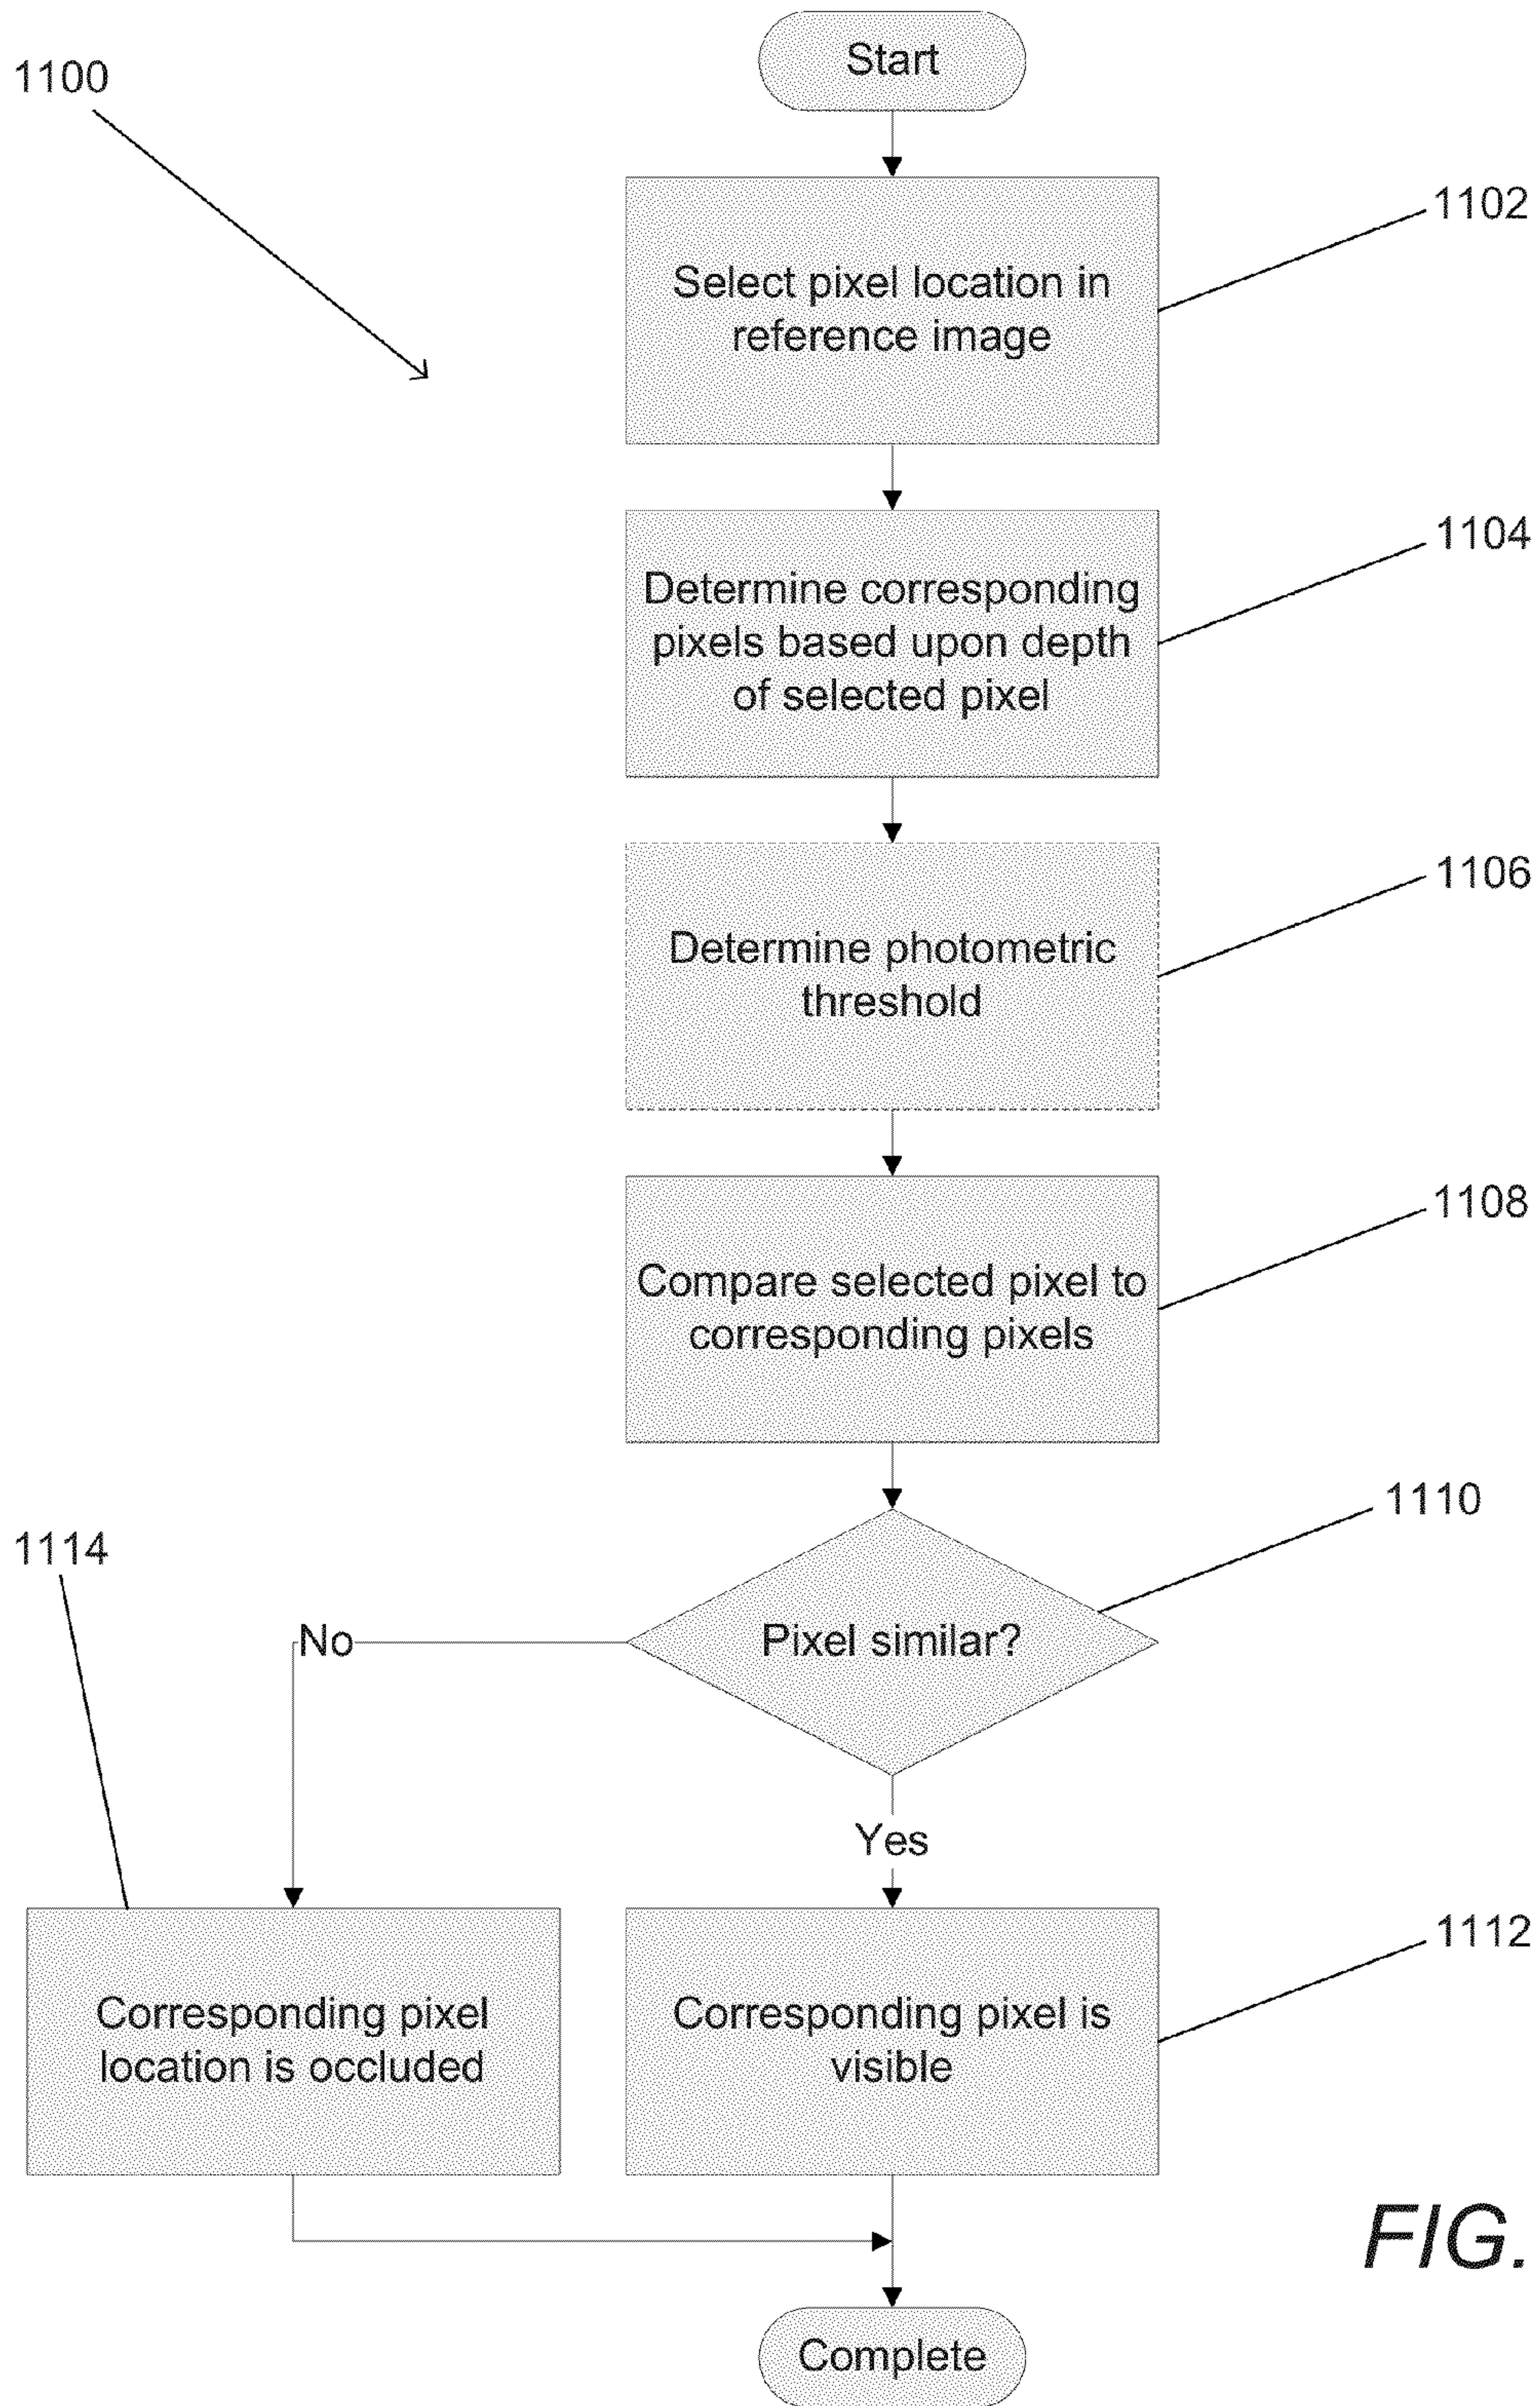 Start
1100
1102
Select pixel location in
reference image
1104
Determine corresponding
pixels based upon depth
of selected pixel
1106
Determine photometric
threshold
1108
Compare selected pixel to
corresponding pixels
1110
Pixel similar?
No
Yes
1114
Corresponding pixel
location is occluded
1112
Corresponding pixel is
visible
FIG.
Complete